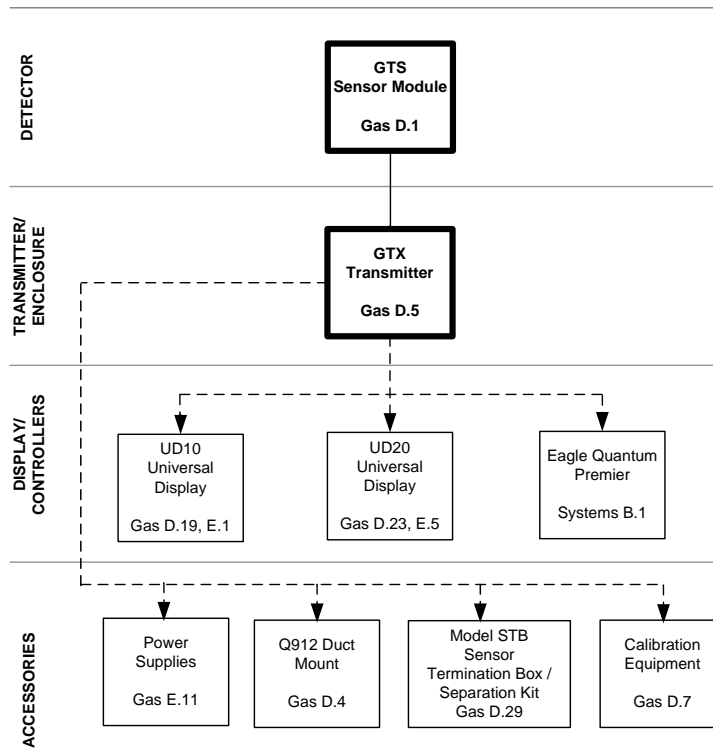 DETECTOR
GTS
Sensor Module
Gas D.1
TRANSMITTER/
ENCLOSURE
GTX
Transmitter
Gas D.5
DISPLAY/
CONTROLLERS
UD10
Universal
Display
Gas D.19, E.1
UD20
Universal
Display
Gas D.23, E.5
Eagle Quantum
Premier
Systems B.1
ACCESSORIES
Power
Supplies
Gas E.11
Q912 Duct
Mount
Gas D.4
Model STB
Sensor
Termination Box /
Separation Kit
Gas D.29
Calibration
Equipment
Gas D.7